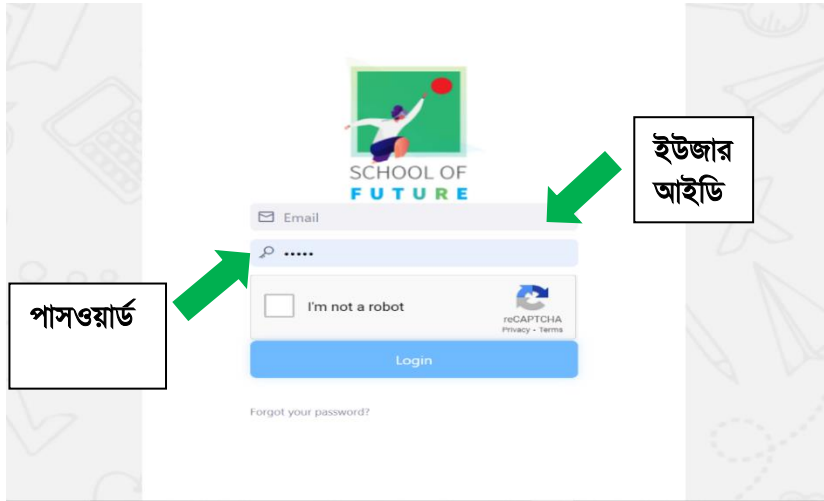 SCHOOL OF
FUTURE
ইউজার
আইডি
Email
•••••
পাসওয়ার্ড
I'm not a robot
reCAPTCHA
Privacy - Terms
Login
Forgot your password?